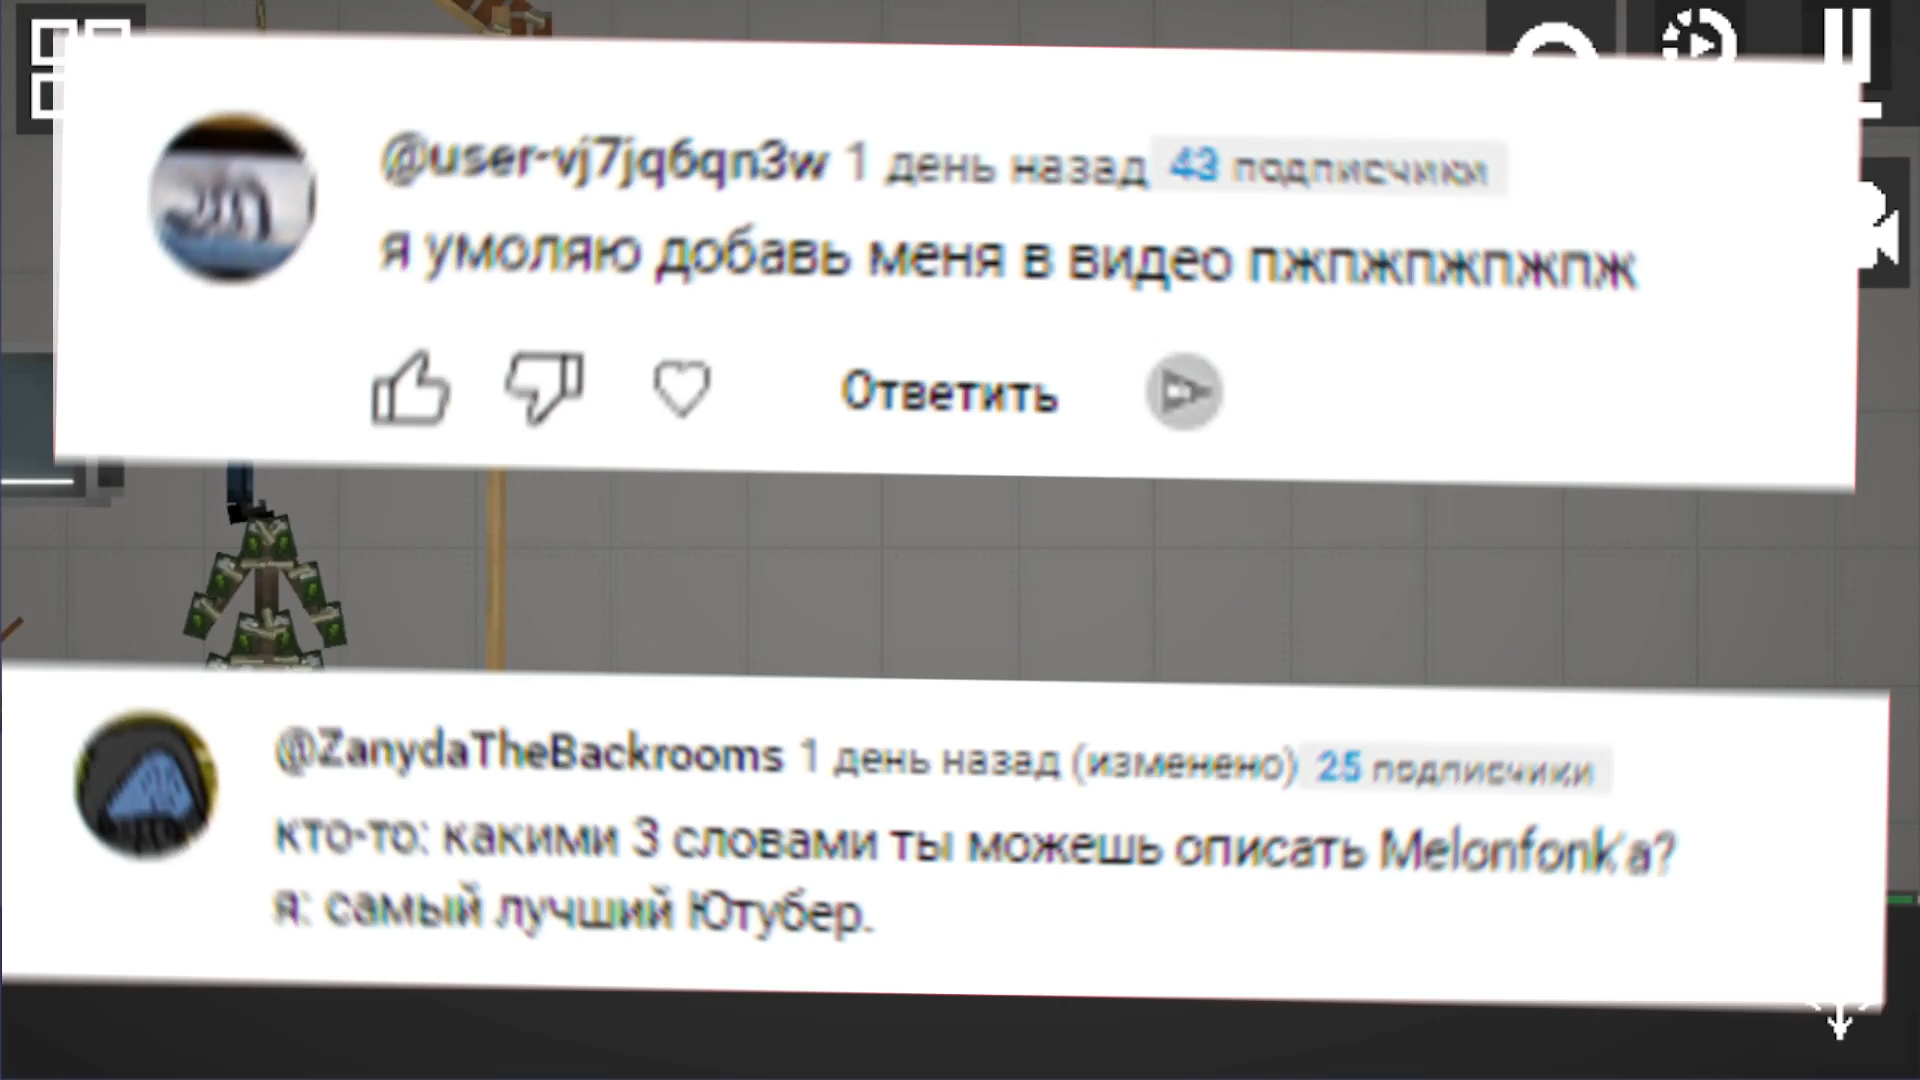 @user-vj7jq6qn3w 1 день назад 43 подписчики
я умоляю добавь меня в видео пжпжпжпжпж
Ответить
@ZanydaTheBackrooms 1 день назад (изменено) 25 подписчики
кто-то: какими 3 словами ты можешь описать Melonfonk'a?
я: самый лучший Ютубер.